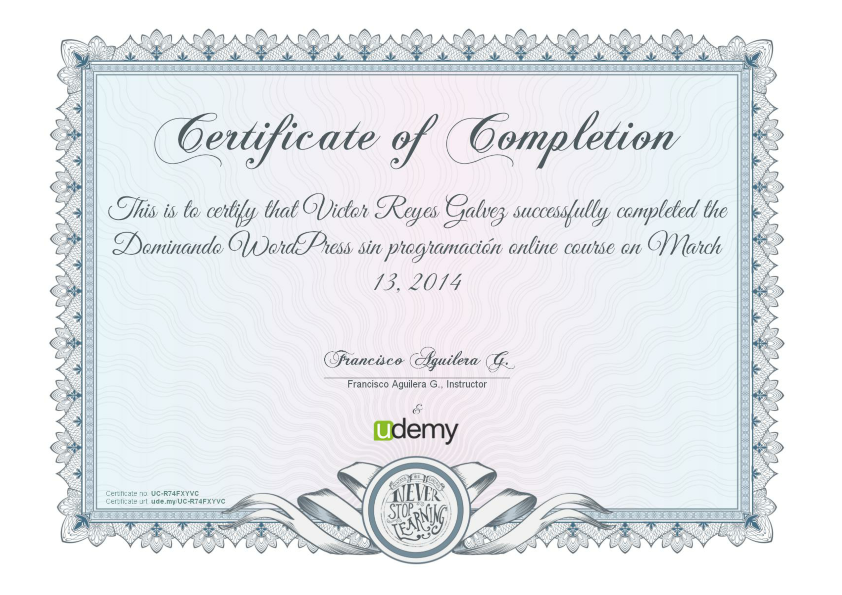 Certificate of Completion
This is to certify that Victor Reyes Galvez successfully completed the
Dominando WordPress sin programación online course on March
13, 2014
Francisco Aguilera G.
Francisco Aguilera G., Instructor
&
udemy
Certificate no: UC-R74FXYVC
Certificate url: ude.my/UC-R74FXYVC
NEVER
STOP
LEARNING